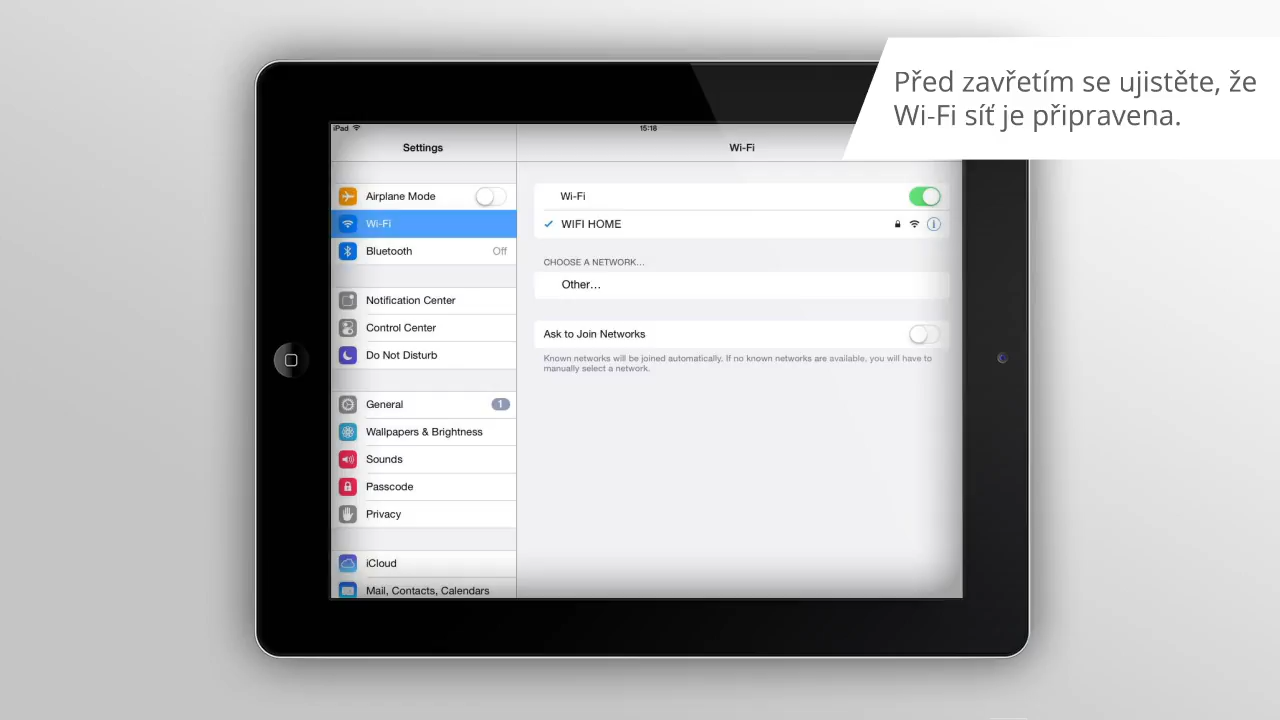 Před zavřetím se ujistěte, že
Wi-Fi síť je připravena.
iPad
15:18
Settings
Wi-Fi
Airplane Mode
Wi-Fi
Bluetooth Off
Notification Center
Control Center
Do Not Disturb
General 1
Wallpapers & Brightness
Sounds
Passcode
Privacy
iCloud
Mail, Contacts, Calendars
Wi-Fi
WIFI HOME
CHOOSE A NETWORK...
Other...
Ask to Join Networks
Known networks will be joined automatically. If no known networks are available, you will have to
manually select a network.